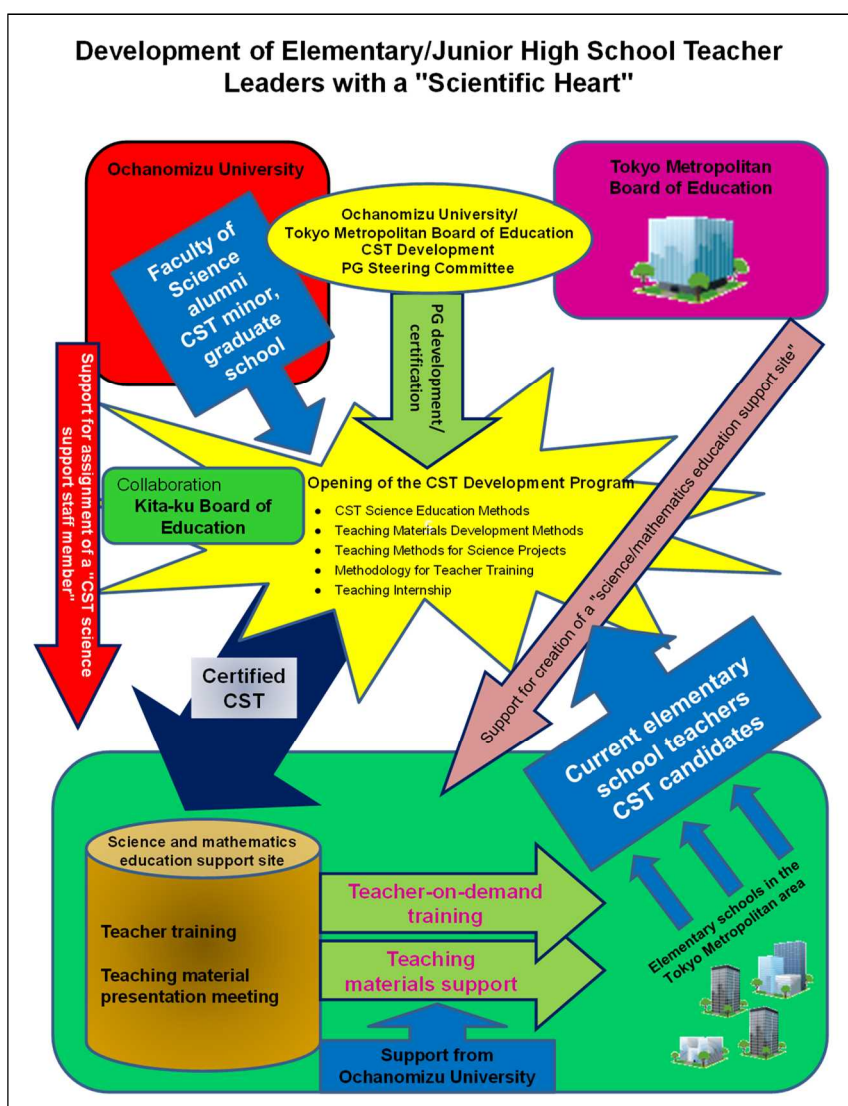 Development of Elementary/Junior High School Teacher
Leaders with a "Scientific Heart"
Ochanomizu University
Tokyo Metropolitan
Board of Education
Ochanomizu University/
Tokyo Metropolitan Board of Education
CST Development
PG Steering Committee
Faculty of
Science
alumni
CST minor,
graduate
school
PG development/
certification
Support for assignment of a "CST science
support staff member"
Support for creation of a "science/mathematics education support site"
Collaboration
Kita-ku Board of
Education
Opening of the CST Development Program
● CST Science Education Methods
● Teaching Materials Development Methods
● Teaching Methods for Science Projects
● Methodology for Teacher Training
● Teaching Internship
Certified
CST
Current elementary
school teachers
CST candidates
Science and mathematics
education support site
Teacher training
Teaching material
presentation meeting
Teacher-on-demand
training
Teaching
materials support
Elementary schools in the
Tokyo Metropolitan area
Support from
Ochanomizu University